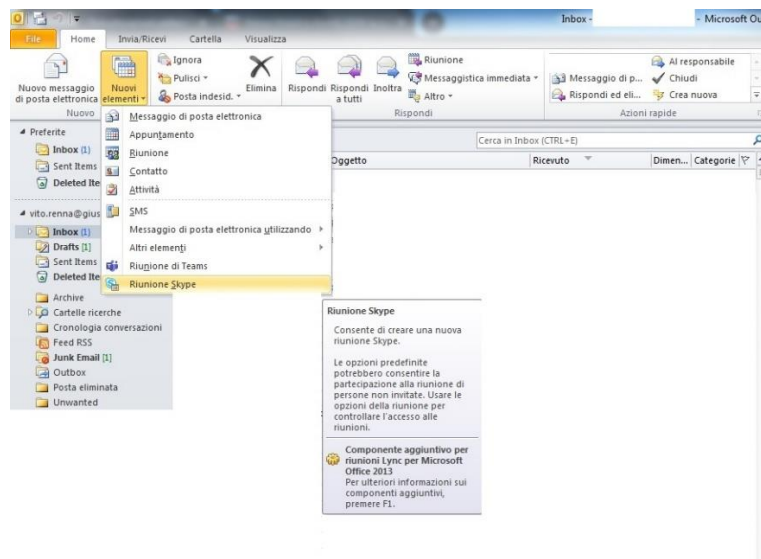 Inbox -
- Microsoft Ou
File Home Invia/Ricevi Cartella Visualizza
Nuovo messaggio di posta elettronica
Nuovi elementi
Ignora
Pulisci
Posta indesid.
Elimina
Rispondi
Rispondi a tutti
Inoltra
Riunione
Messaggistica immediata
Altro
Messaggio di p...
Rispondi ed eli...
Al responsabile
Chiudi
Crea nuova
Nuovo
Rispondi
Azioni rapide
Messaggio di posta elettronica
Appuntamento
Riunione
Contatto
Attività
SMS
Messaggio di posta elettronica utilizzando
Altri elementi
Riunione di Teams
Riunione Skype
Preferite
Inbox (1)
Sent Items
Deleted Ite
vito.renna@gius
Inbox (1)
Drafts [1]
Sent Items
Deleted Ite
Archive
Cartelle ricerche
Cronologia conversazioni
Feed RSS
Junk Email [1]
Outbox
Posta eliminata
Unwanted
Cerca in Inbox (CTRL+E)
Oggetto Ricevuto Dimen... Categorie
Riunione Skype
Consente di creare una nuova
riunione Skype.
Le opzioni predefinite
potrebbero consentire la
partecipazione alla riunione di
persone non invitate. Usare le
opzioni della riunione per
controllare l'accesso alle
riunioni.
Componente aggiuntivo per
riunioni Lync per Microsoft
Office 2013
Per ulteriori informazioni sui
componenti aggiuntivi,
premere F1.